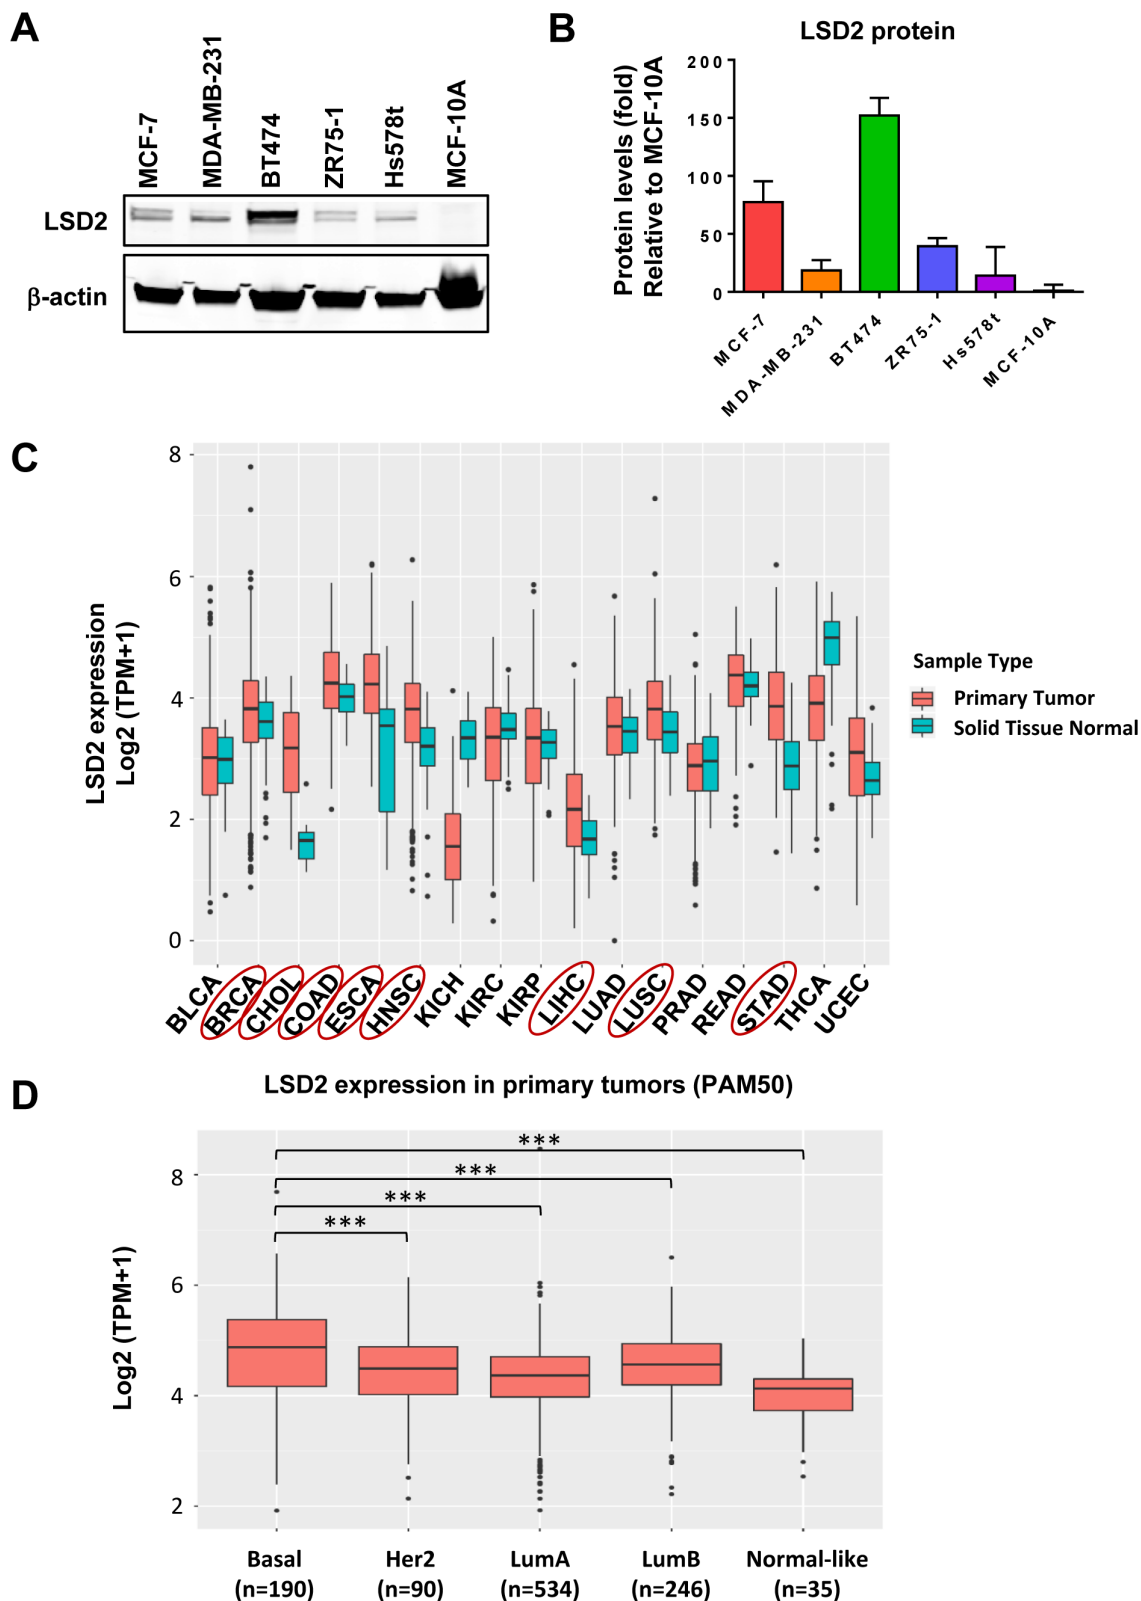 A
MCF-7
MDA-MB-231
BT474
ZR75-1
Hs578t
MCF-10A
LSD2
β-actin
B
LSD2 protein
Protein levels (fold)
Relative to MCF-10A
200
150
100
50
0
MCF-7
MDA-MB-231
BT474
ZR75-1
Hs578t
MCF-10A
C
LSD2 expression
Log2 (TPM+1)
8
6
4
2
0
BLCA
BRCA
CHOL
COAD
ESCA
HNSC
KICH
KIRC
KIRP
LIHC
LUAD
LUSC
PRAD
READ
STAD
THCA
UCEC
Sample Type
Primary Tumor
Solid Tissue Normal
D
LSD2 expression in primary tumors (PAM50)
Log2 (TPM+1)
8
6
4
2
***
***
***
***
Basal
(n=190)
Her2
(n=90)
LumA
(n=534)
LumB
(n=246)
Normal-like
(n=35)